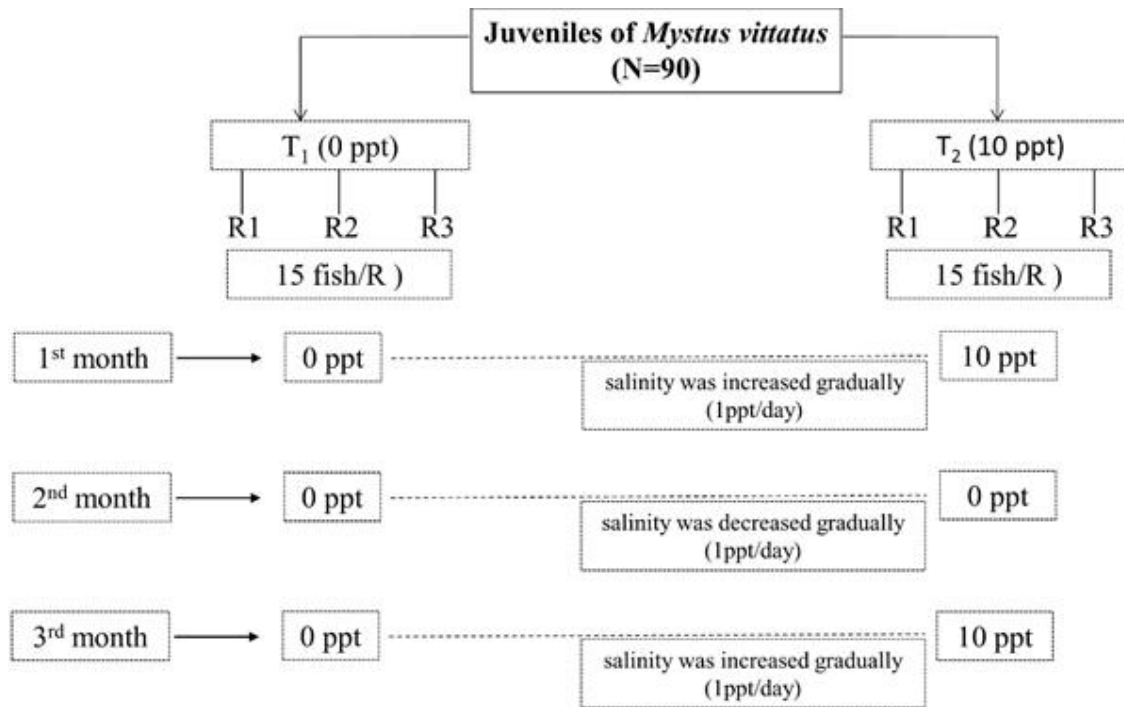 Juveniles of Mystus vittatus
(N=90)
T₁ (0 ppt)
T₂ (10 ppt)
R1 R2 R3
R1 R2 R3
15 fish/R )
15 fish/R )
1st month
0 ppt
10 ppt
salinity was increased gradually
(1ppt/day)
2nd month
0 ppt
0 ppt
salinity was decreased gradually
(1ppt/day)
3rd month
0 ppt
10 ppt
salinity was increased gradually
(1ppt/day)